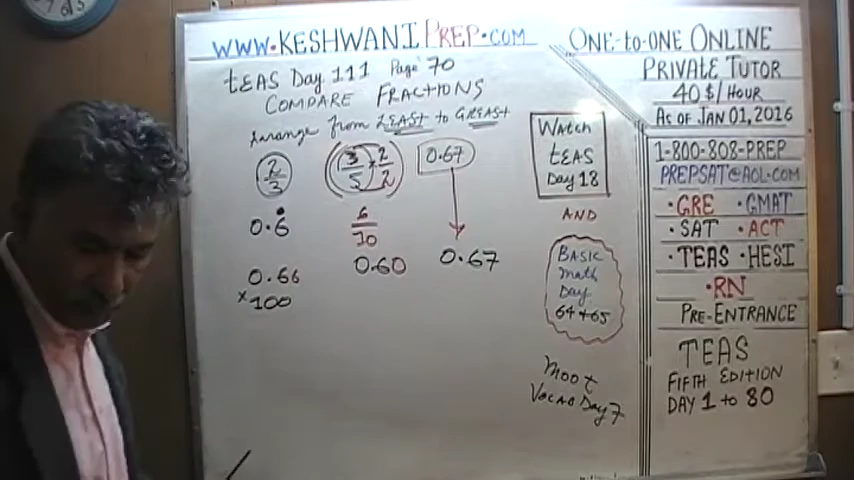 WWW.KESHWANIPREP.COM
TEAS Day 111 Page 70
COMPARE FRACTIONS
Arrange from LEAST to GREAST
2/3
(3/5 × 2/2)
0.67
0.6̇
6/10
0.66
0.60
0.67
×100
Watch
TEAS
Day 18
AND
BASIC
Math
Day
64+65
MOOT
VOCAB Day 7
ONE-to-ONE ONLINE
PRIVATE TUTOR
40$/HOUR
AS OF JAN 01, 2016
1-800-808-PREP
PREPSAT@AOL.COM
•GRE •GMAT
•SAT •ACT
•TEAS •HESI
•RN
PRE-ENTRANCE
TEAS
FIFTH EDITION
DAY 1 to 80